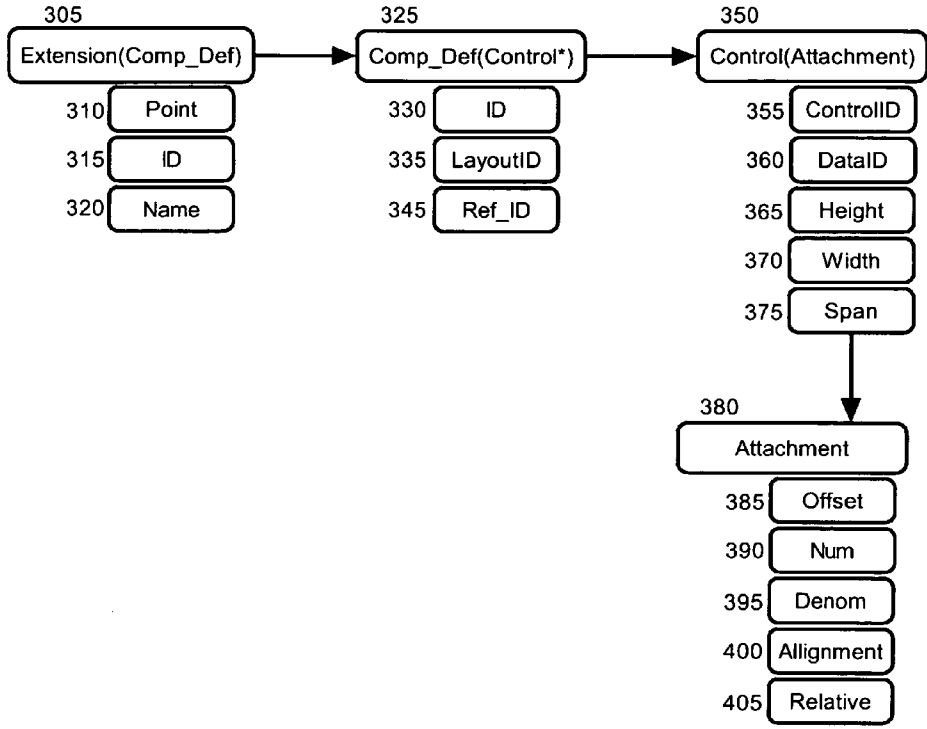 305
Extension(Comp_Def)
310 Point
315 ID
320 Name
325
Comp_Def(Control*)
330 ID
335 LayoutID
345 Ref_ID
350
Control(Attachment)
355 ControlID
360 DataID
365 Height
370 Width
375 Span
380
Attachment
385 Offset
390 Num
395 Denom
400 Allignment
405 Relative